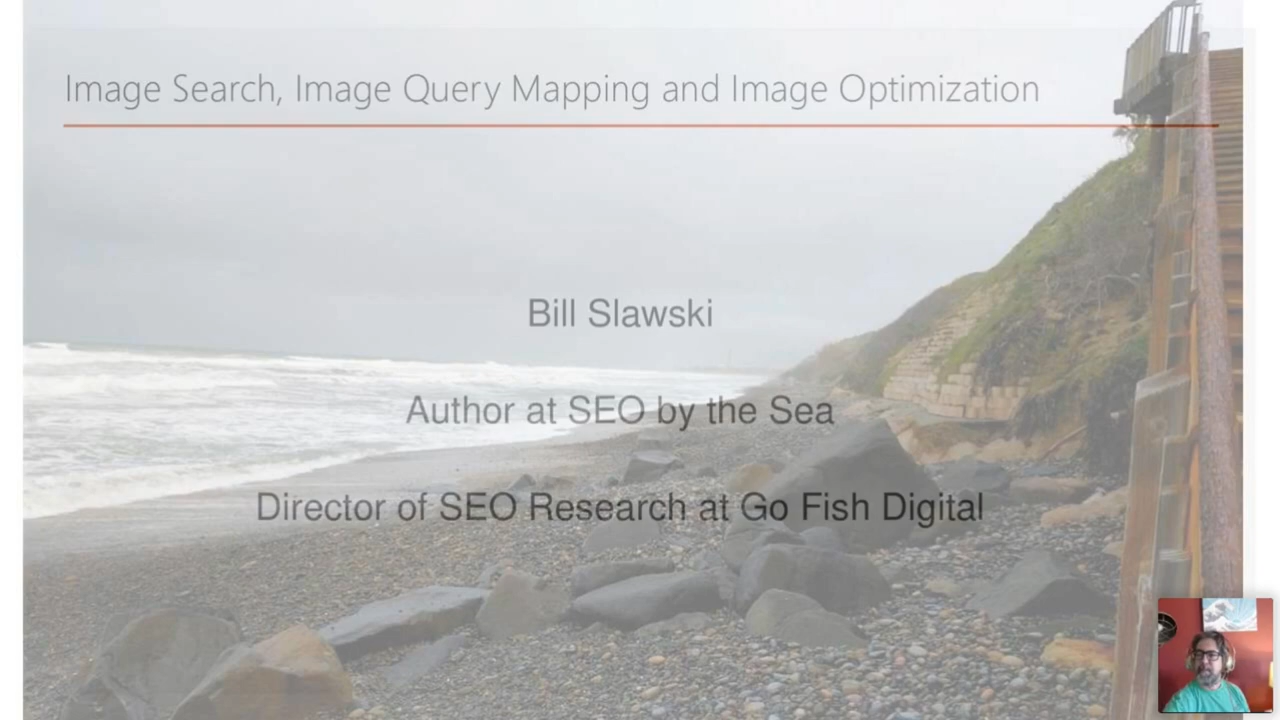 Image Search, Image Query Mapping and Image Optimization
Bill Slawski
Author at SEO by the Sea
Director of SEO Research at Go Fish Digital